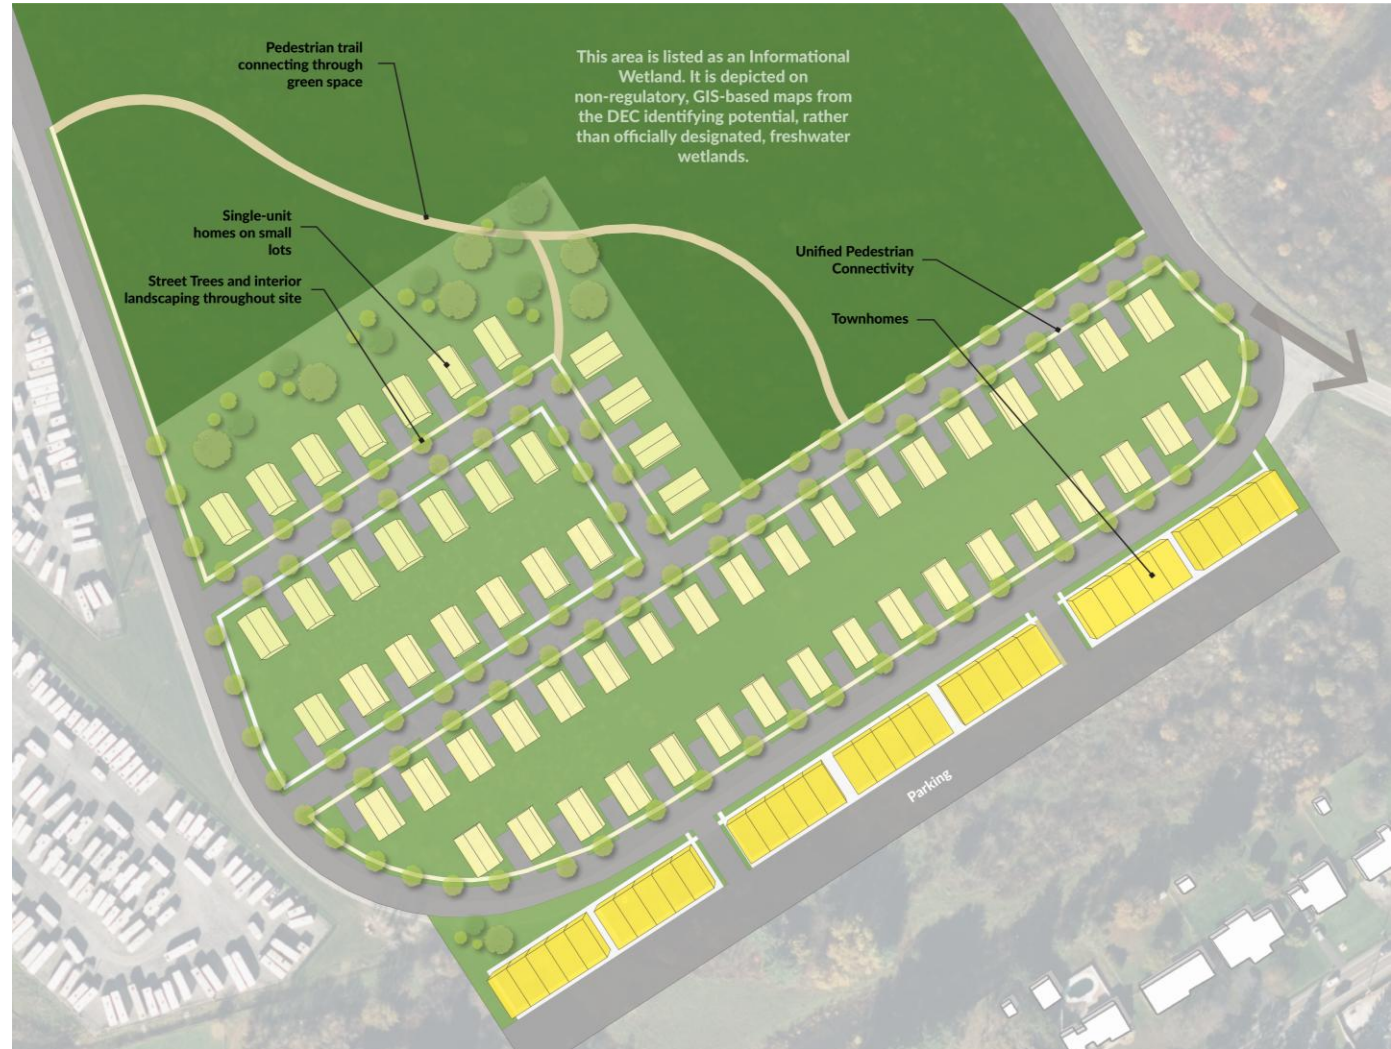 Pedestrian trail
connecting through
green space
This area is listed as an Informational
Wetland. It is depicted on
non-regulatory, GIS-based maps from
the DEC identifying potential, rather
than officially designated, freshwater
wetlands.
Single-unit
homes on small
lots
Street Trees and interior
landscaping throughout site
Unified Pedestrian
Connectivity
Townhomes
Parking